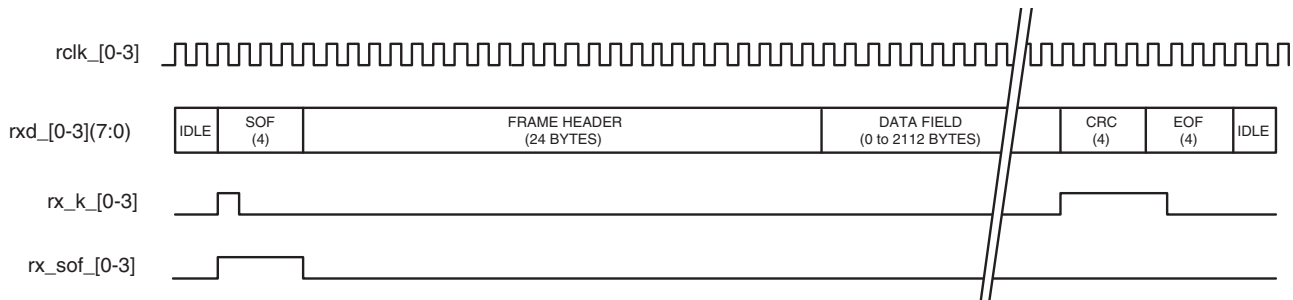 rclk_[0-3]
rxd_[0-3](7:0)
IDLE
SOF
(4)
FRAME HEADER
(24 BYTES)
DATA FIELD
(0 to 2112 BYTES)
CRC
(4)
EOF
(4)
IDLE
rx_k_[0-3]
rx_sof_[0-3]